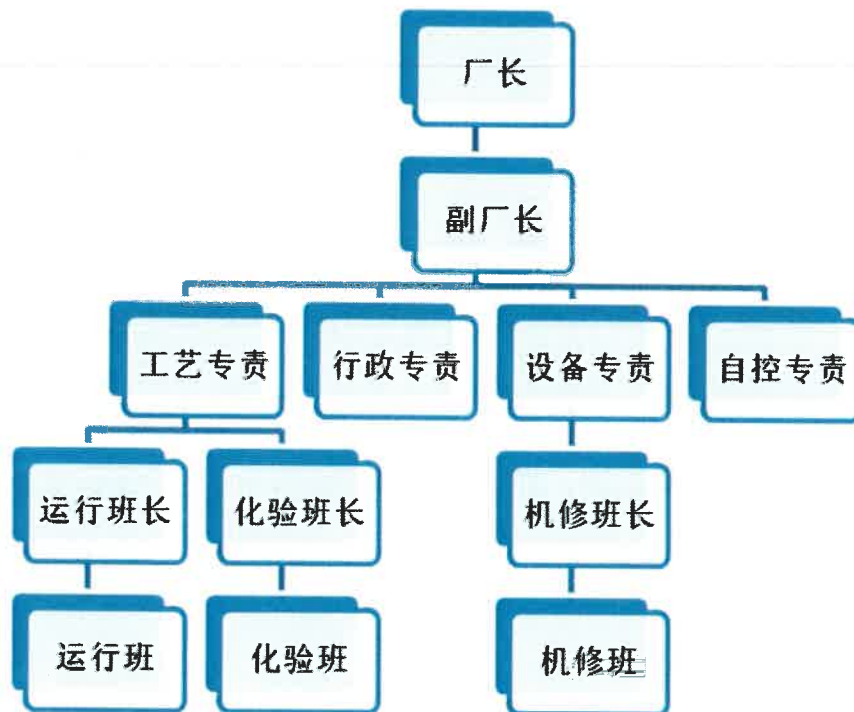 厂长
副厂长
工艺专责
行政专责
设备专责
自控专责
运行班长
化验班长
机修班长
运行班
化验班
机修班